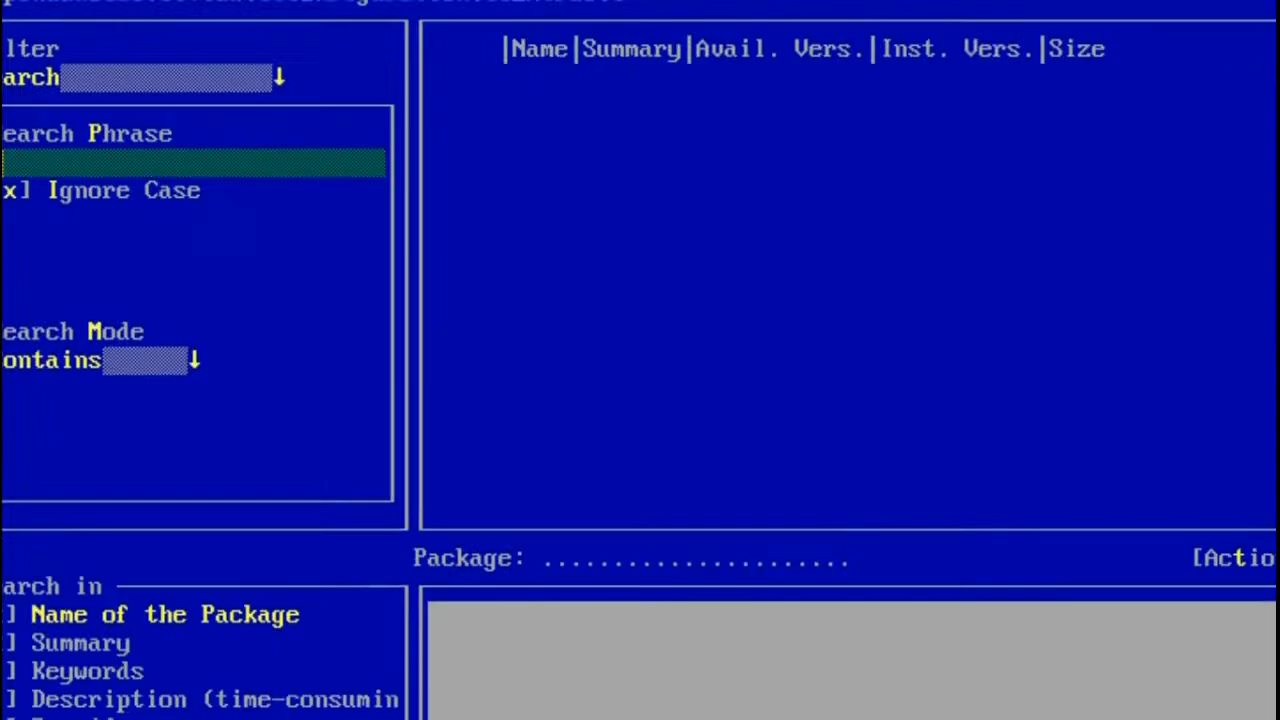 lter
arch
earch Phrase
x] Ignore Case
earch Mode
ontains
|Name|Summary|Avail. Vers.|Inst. Vers.|Size
Package: ......................
[Actio
arch in
] Name of the Package
] Summary
] Keywords
] Description (time-consumin